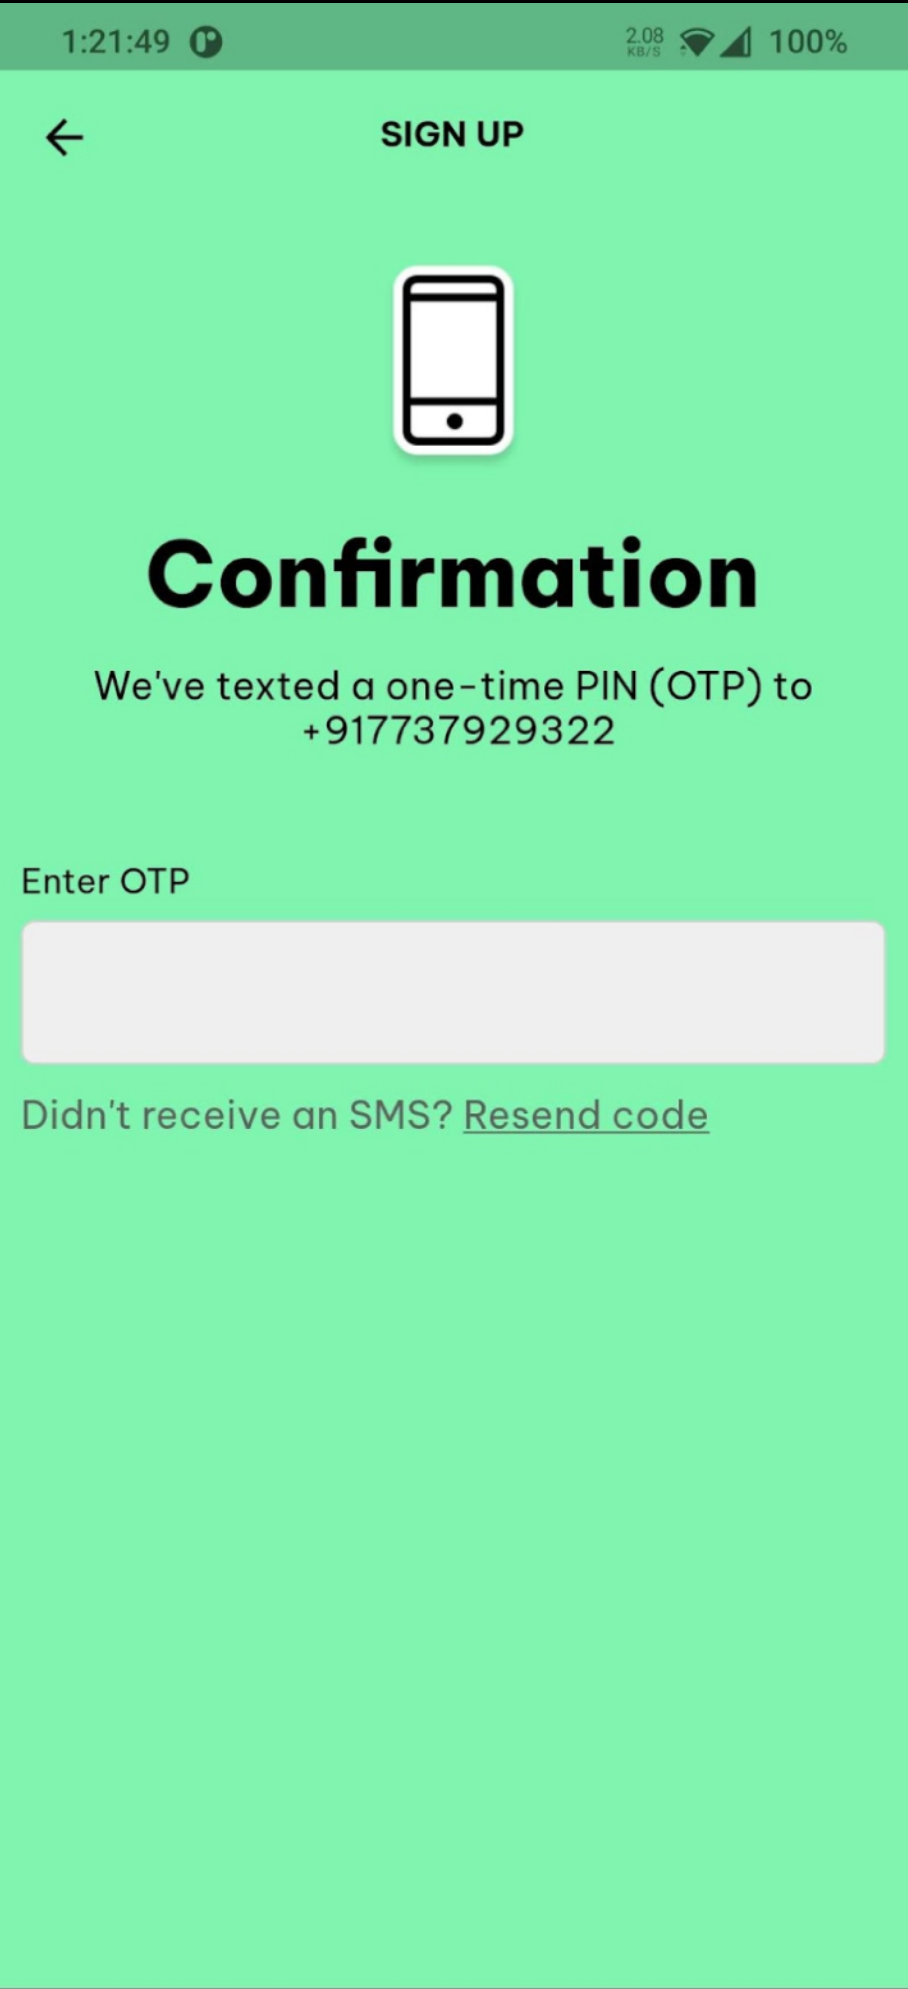 1:21:49
2.08
KB/S
100%
SIGN UP
Confirmation
We've texted a one-time PIN (OTP) to
+917737929322
Enter OTP
Didn't receive an SMS? Resend code